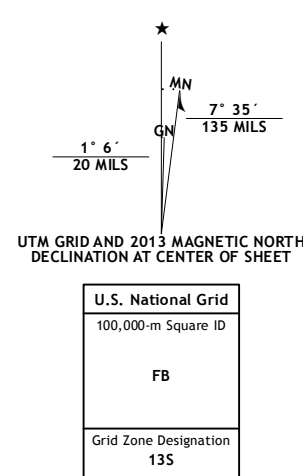 ★
MN
GN
7° 35´
135 MILS
1° 6´
20 MILS
UTM GRID AND 2013 MAGNETIC NORTH
DECLINATION AT CENTER OF SHEET
U.S. National Grid
100,000-m Square ID
FB
Grid Zone Designation
13S